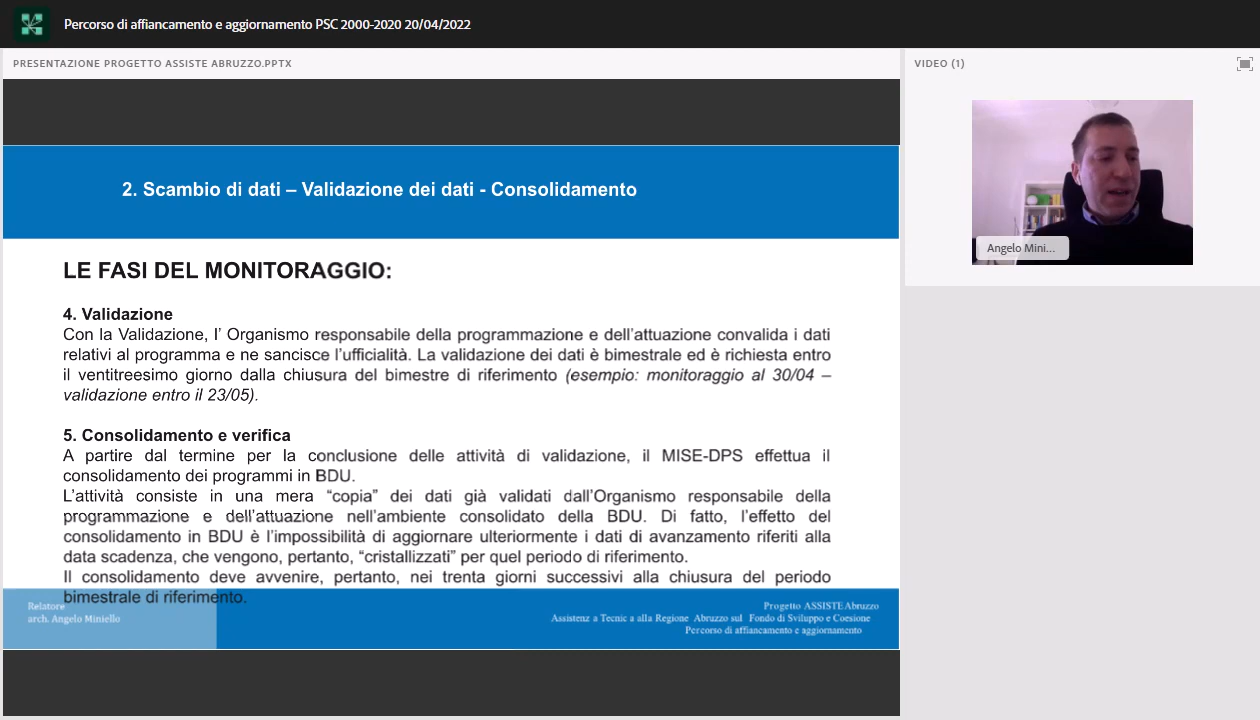 Percorso di affiancamento e aggiornamento PSC 2000-2020 20/04/2022
PRESENTAZIONE PROGETTO ASSISTE ABRUZZO.PPTX
VIDEO (1)
2. Scambio di dati – Validazione dei dati - Consolidamento
LE FASI DEL MONITORAGGIO:
4. Validazione
Con la Validazione, l’ Organismo responsabile della programmazione e dell’attuazione convalida i dati
relativi al programma e ne sancisce l’ufficialità. La validazione dei dati è bimestrale ed è richiesta entro
il ventitreesimo giorno dalla chiusura del bimestre di riferimento (esempio: monitoraggio al 30/04 –
validazione entro il 23/05).
5. Consolidamento e verifica
A partire dal termine per la conclusione delle attività di validazione, il MISE-DPS effettua il
consolidamento dei programmi in BDU.
L’attività consiste in una mera “copia” dei dati già validati dall’Organismo responsabile della
programmazione e dell’attuazione nell’ambiente consolidato della BDU. Di fatto, l’effetto del
consolidamento in BDU è l’impossibilità di aggiornare ulteriormente i dati di avanzamento riferiti alla
data scadenza, che vengono, pertanto, “cristallizzati” per quel periodo di riferimento.
Il consolidamento deve avvenire, pertanto, nei trenta giorni successivi alla chiusura del periodo
bimestrale di riferimento.
Relatore
arch. Angelo Miniello
Progetto ASSISTE Abruzzo
Assistenz a Tecnic a alla Regione Abruzzo sul Fondo di Sviluppo e Coesione
Percorso di affiancamento e aggiornamento
Angelo Mini...